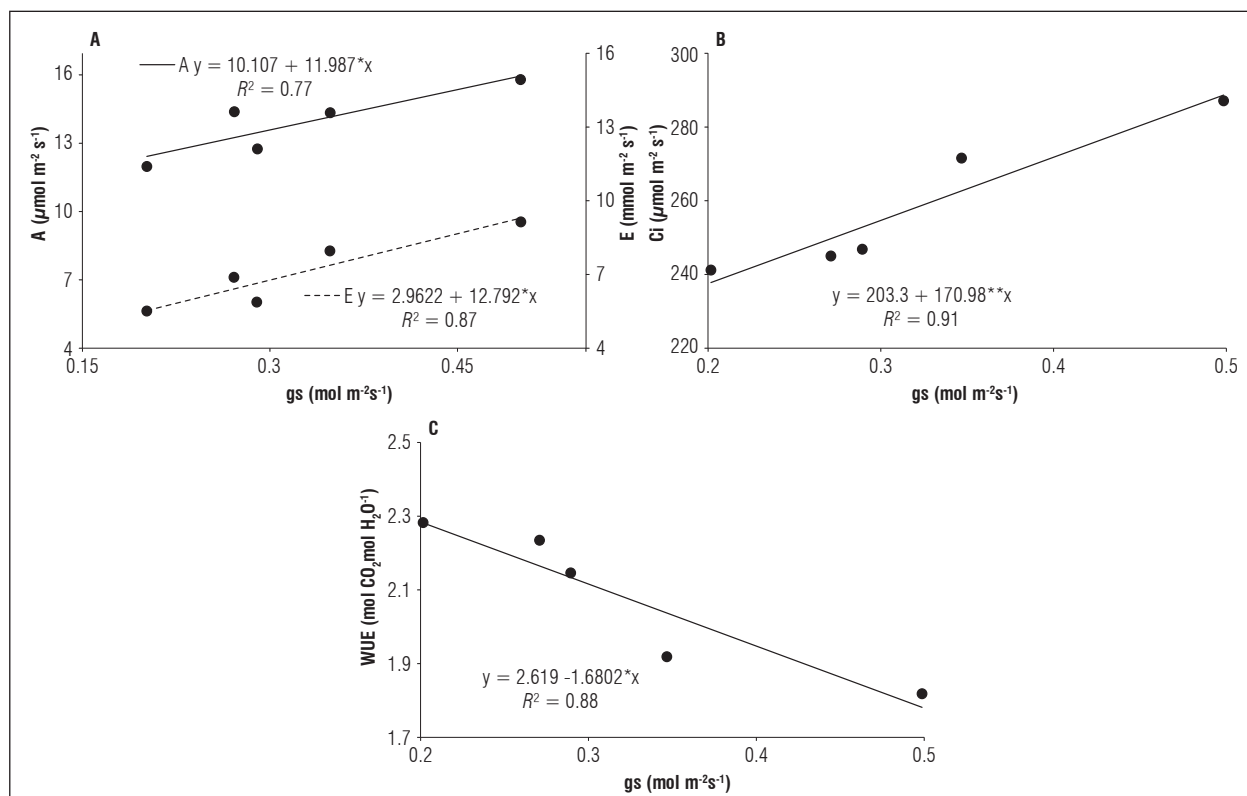 A
A y = 10.107 + 11.987*x
R² = 0.77
E y = 2.9622 + 12.792*x
R² = 0.87
A (µmol m⁻² s⁻¹)
16
13
10
7
4
0.15
0.3
0.45
gs (mol m⁻²s⁻¹)
16
13
10
7
4
E (mmol m⁻² s⁻¹)
B
Ci (µmol m⁻² s⁻¹)
300
280
260
240
220
y = 203.3 + 170.98**x
R² = 0.91
0.2
0.3
0.4
0.5
gs (mol m⁻²s⁻¹)
C
WUE (mol CO₂mol H₂O⁻¹)
2.5
2.3
2.1
1.9
1.7
y = 2.619 -1.6802*x
R² = 0.88
0.2
0.3
0.4
0.5
gs (mol m⁻²s⁻¹)